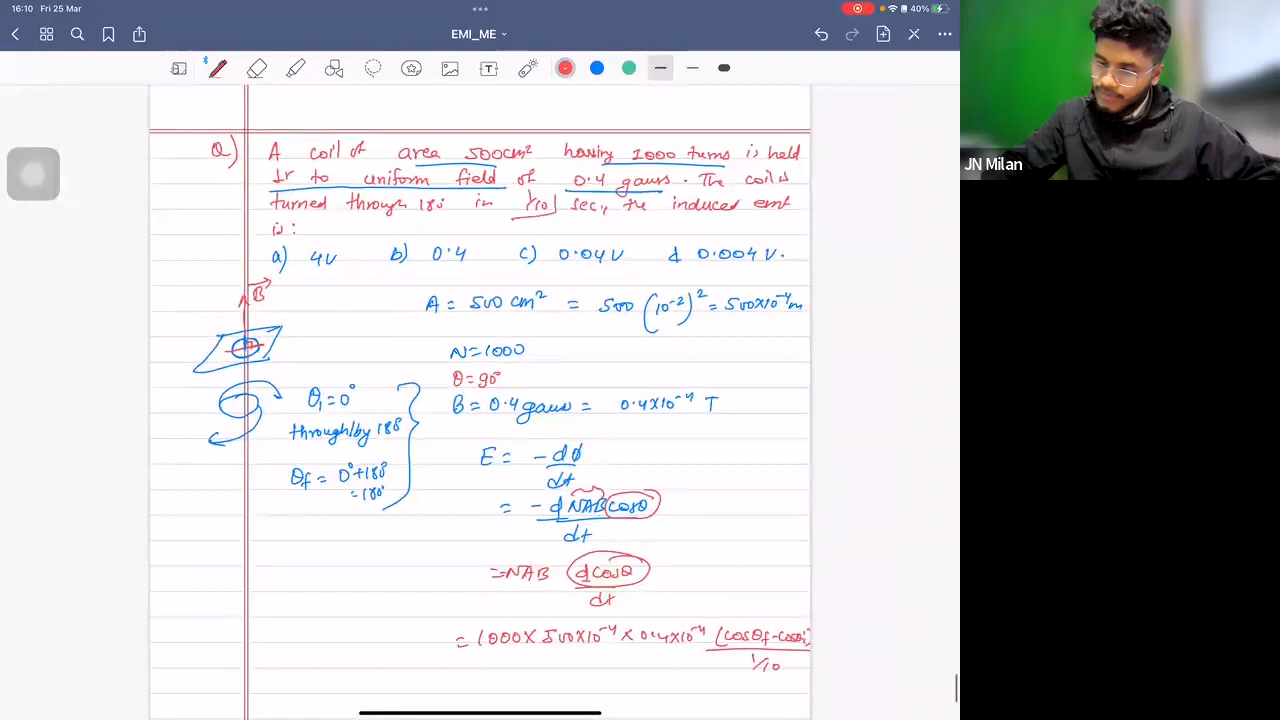 16:10 Fri 25 Mar
40%
EMI_ME
JN Milan
Q) A coil of area 500cm² having 1000 turns is held
⊥r to uniform field of 0.4 gauss. The coil is
turned through 180 in 1/10 sec, the induced emf
is:
a) 4V b) 0.4 c) 0.04V d 0.004V.
B
A = 500 cm² = 500 (10⁻²)² = 500×10⁻⁴m
N=1000
θ=90°
B = 0.4 gauss = 0.4×10⁻⁴ T
θ₁ = 0°
through/by 180
θf = 0°+180°
= 180°
E = -dϕ
dt
= -d NAB cosθ
dt
= NAB dcosθ
dt
= 1000 × 500×10⁻⁴ × 0.4×10⁻⁴ (cosθf-cosθi)
1/10